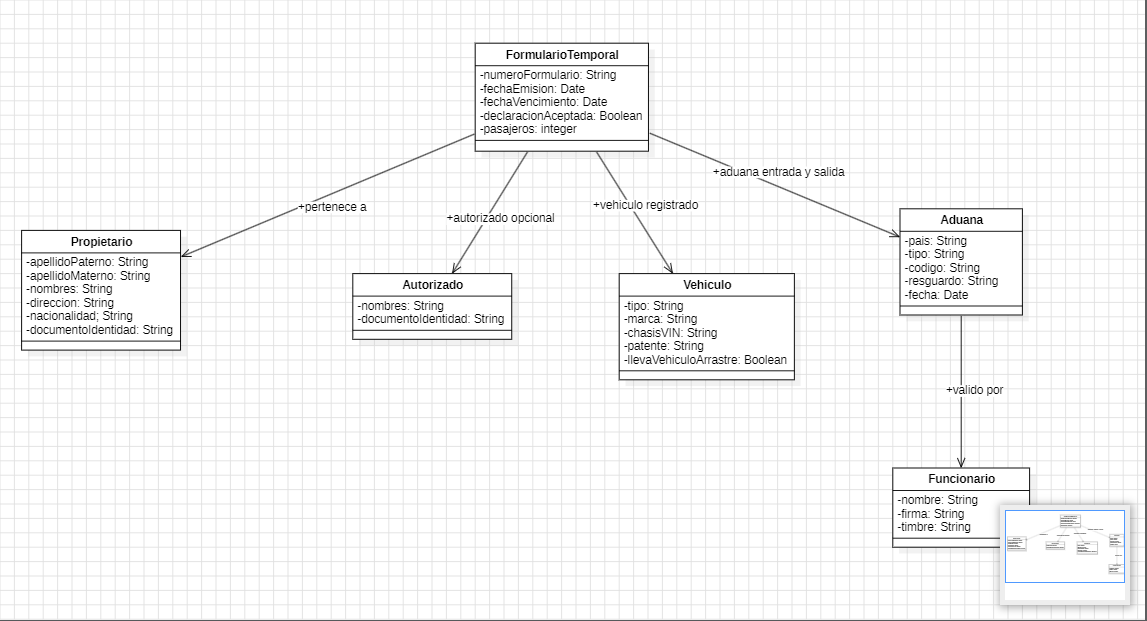 FormularioTemporal
-numeroFormulario: String
-fechaEmision: Date
-fechaVencimiento: Date
-declaracionAceptada: Boolean
-pasajeros: integer
+pertenece a
+autorizado opcional
+vehiculo registrado
+aduana entrada y salida
Propietario
-apellidoPaterno: String
-apellidoMaterno: String
-nombres: String
-direccion: String
-nacionalidad; String
-documentoIdentidad: String
Autorizado
-nombres: String
-documentoIdentidad: String
Vehiculo
-tipo: String
-marca: String
-chasisVIN: String
-patente: String
-llevaVehiculoArrastre: Boolean
Aduana
-pais: String
-tipo: String
-codigo: String
-resguardo: String
-fecha: Date
+valido por
Funcionario
-nombre: String
-firma: String
-timbre: String